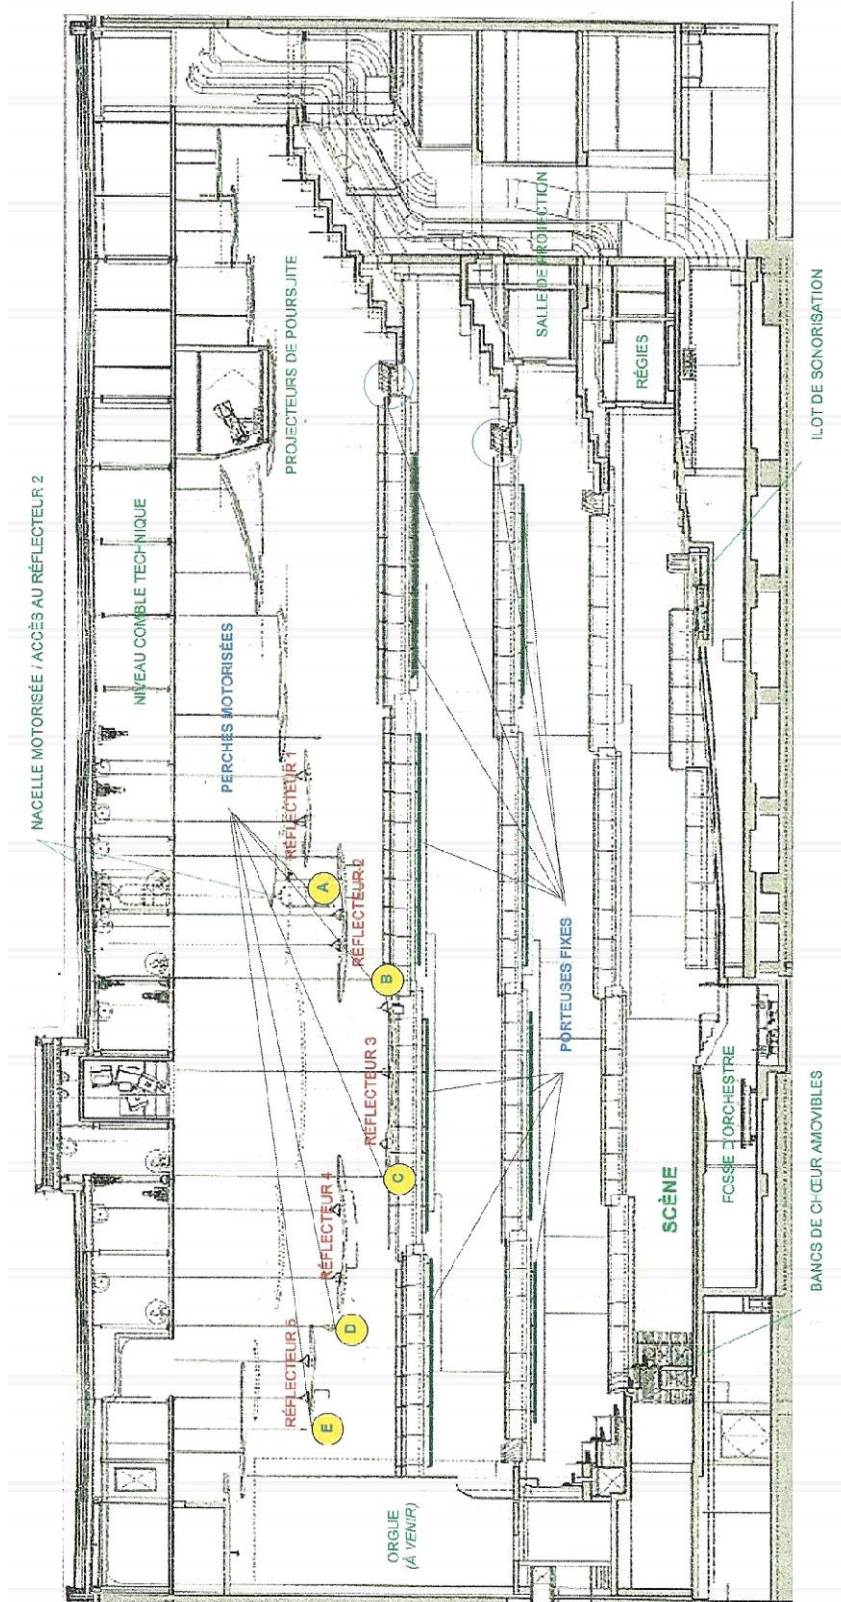 NACELLE MOTORISÉE / ACCÈS AU RÉFLECTEUR 2
NIVEAU COMBLE TECHNIQUE
PERCHES MOTORISÉES
PROJECTEURS DE POURSUITE
RÉFLECTEUR 5
RÉFLECTEUR 4
RÉFLECTEUR 3
RÉFLECTEUR 2
RÉFLECTEUR 1
E
D
C
B
A
ORGUE
(À VENIR)
PORTEUSES FIXES
SALLE DE PROJECTION
RÉGIES
SCÈNE
FOSSE D'ORCHESTRE
BANCS DE CHŒUR AMOVIBLES
ILOT DE SONORISATION